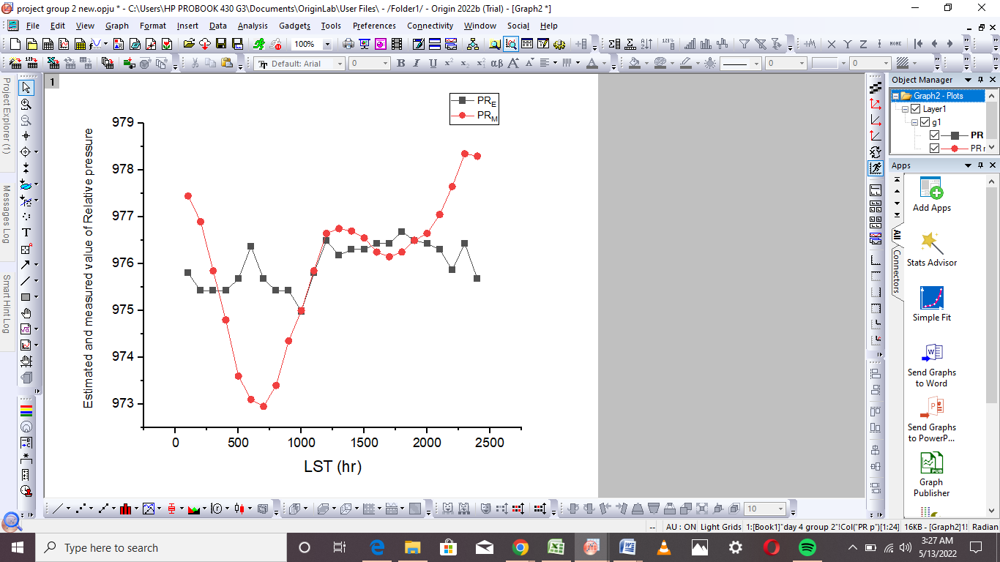 project group 2 new.opju * - C:\Users\HP PROBOOK 430 G3\Documents\OriginLab\User Files\ - /Folder1/ - Origin 2022b (Trial) - [Graph2 *]
File Edit View Graph Format Insert Data Analysis Gadgets Tools Preferences Connectivity Window Social Help
100%
X Y Z HOME
Default: Arial 0 B I U αβ A A 0 0
Project Explorer (1)
Messages Log
Smart Hint Log
1
PRE
PRM
979
978
977
976
975
974
973
Estimated and measured value of Relative pressure
0 500 1000 1500 2000 2500
LST (hr)
Object Manager
Graph2 - Plots
Layer1
g1
PR
PR r
Apps
All
Connectors
Add Apps
Stats Advisor
Simple Fit
Send Graphs
to Word
Send Graphs
to PowerP...
Graph
Publisher
10
-- AU : ON Light Grids 1:[Book1]"day 4 group 2"!Col("PR p")[1:24] 16KB - [Graph2]1! Radian
Type here to search
3:27 AM
5/13/2022